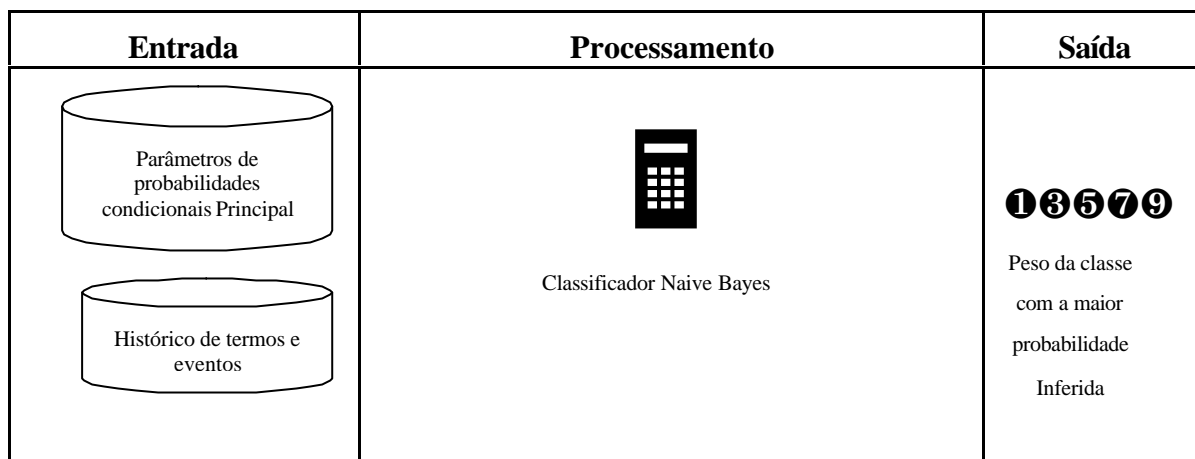 Entrada
Processamento
Saída
Parâmetros de
probabilidades
condicionais Principal
Histórico de termos e
eventos
Classificador Naive Bayes
❶❸❺❼❾
Peso da classe
com a maior
probabilidade
Inferida